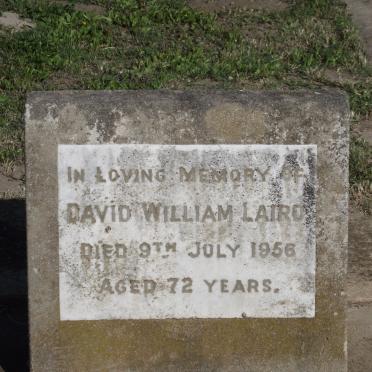 In Loving Memory of
David William Laird
Died 9th July 1956
Aged 72 years.